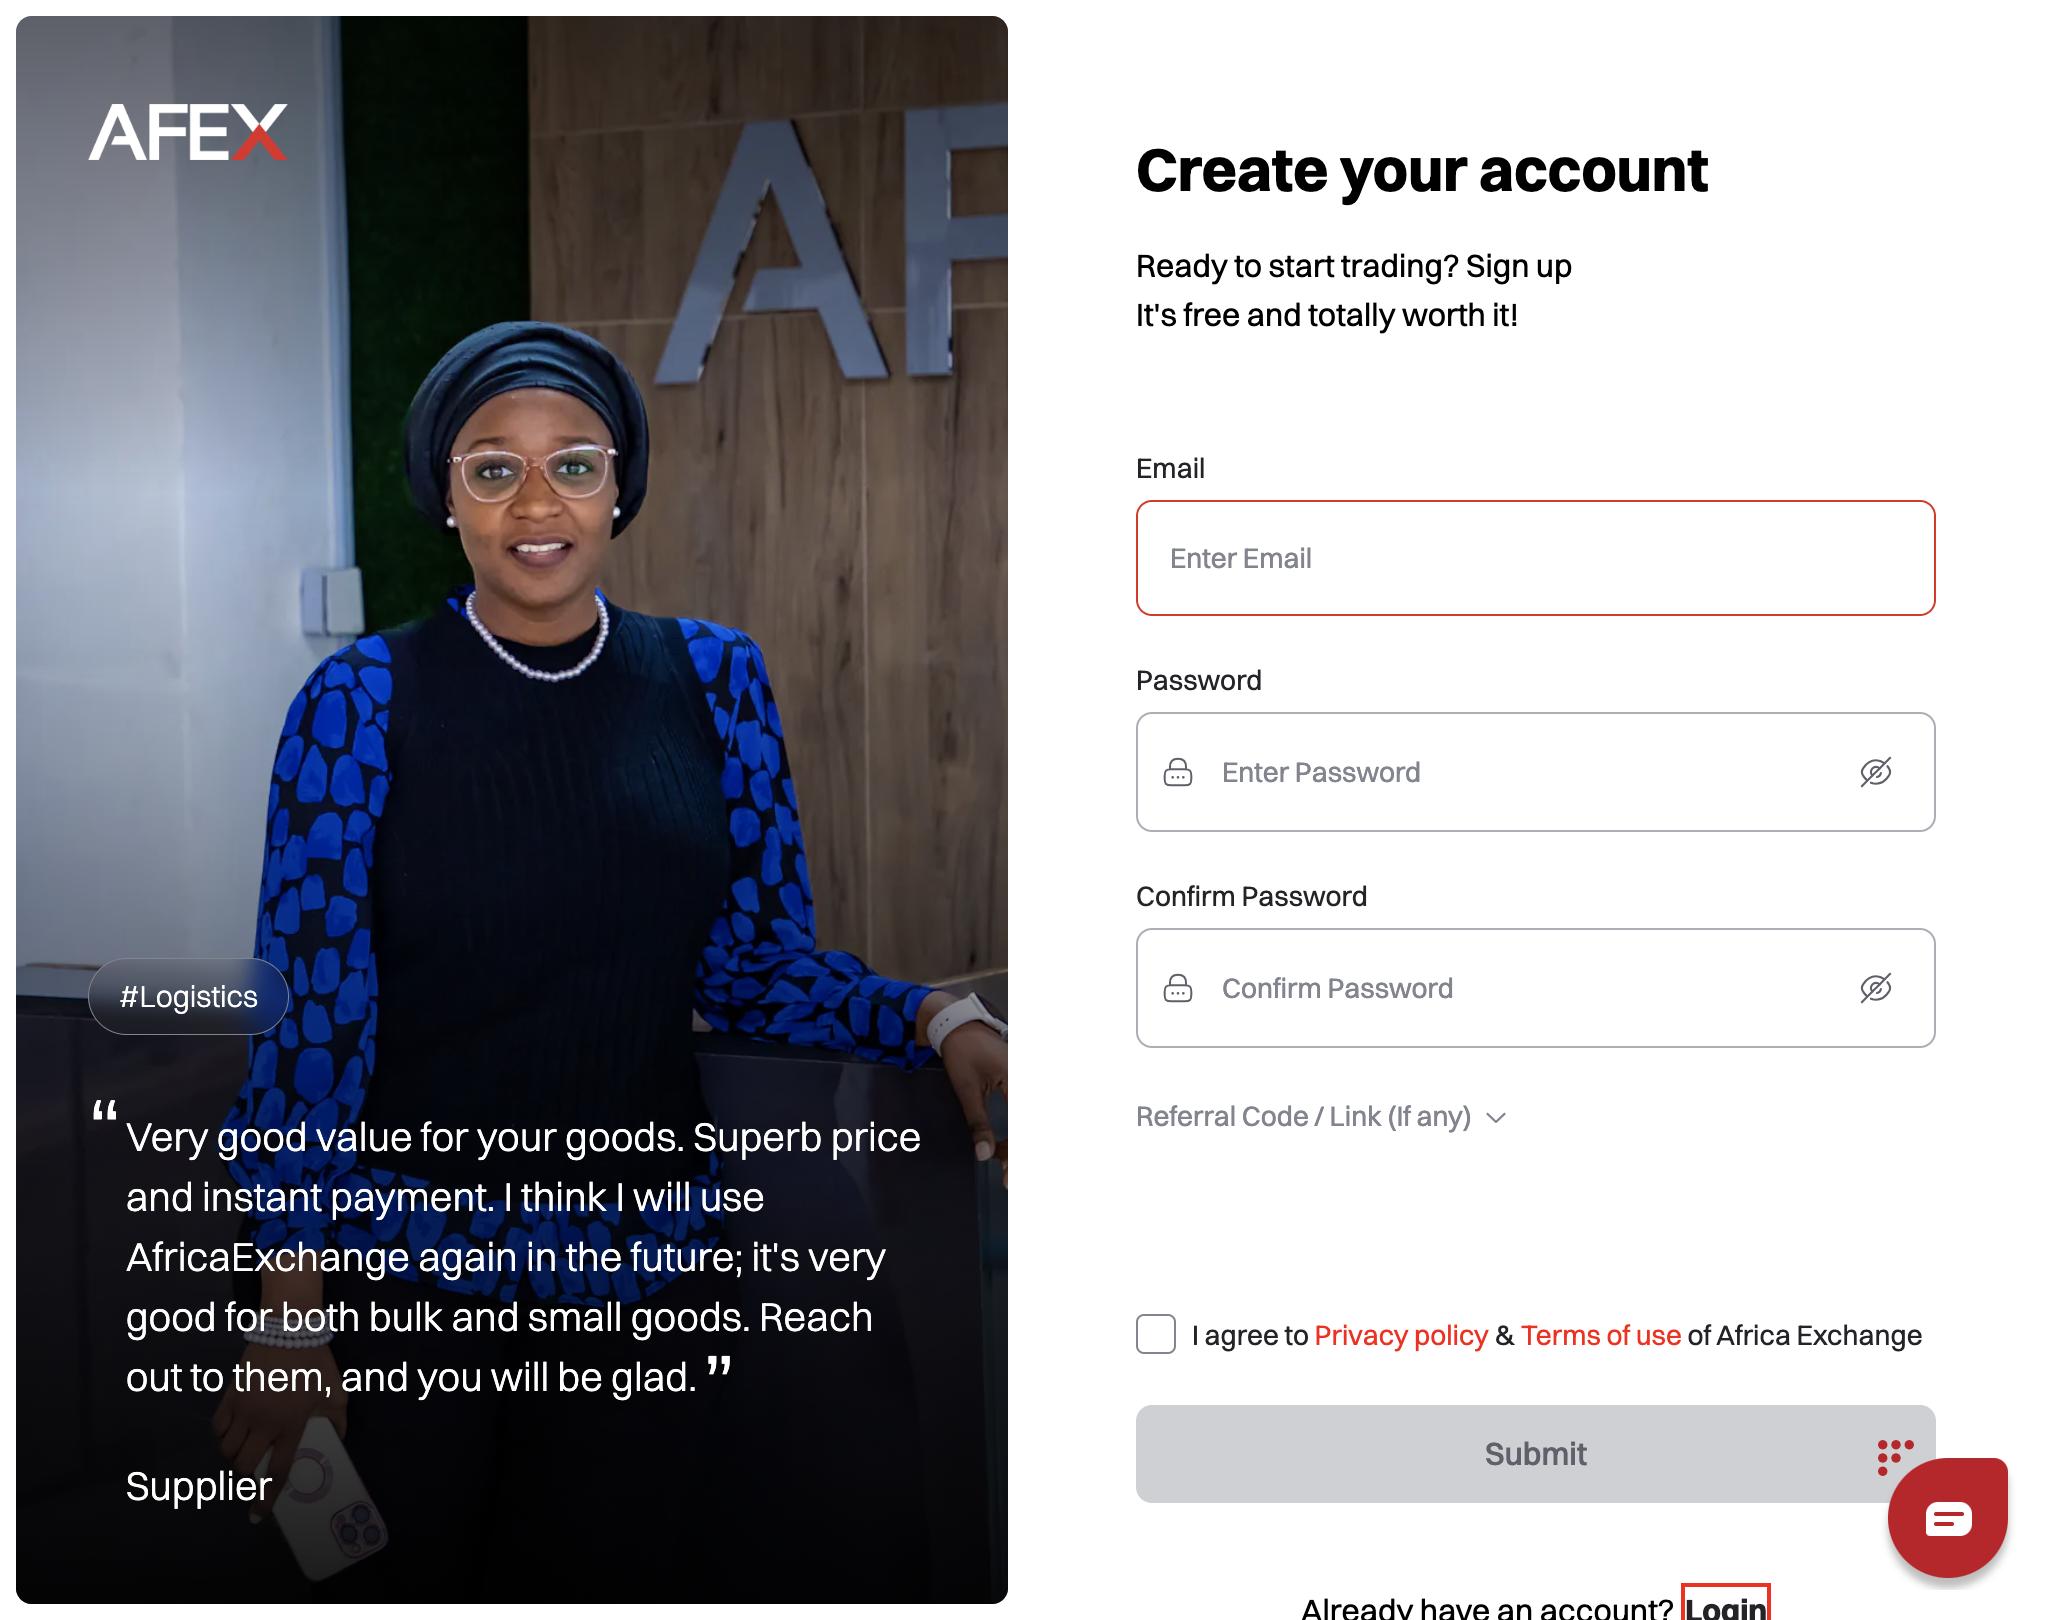 AFEX
AF
#Logistics
“ Very good value for your goods. Superb price
and instant payment. I think I will use
AfricaExchange again in the future; it's very
good for both bulk and small goods. Reach
out to them, and you will be glad. ”
Supplier
Create your account
Ready to start trading? Sign up
It's free and totally worth it!
Email
Enter Email
Password
Enter Password
Confirm Password
Confirm Password
Referral Code / Link (If any)
I agree to Privacy policy & Terms of use of Africa Exchange
Submit
Already have an account? Login